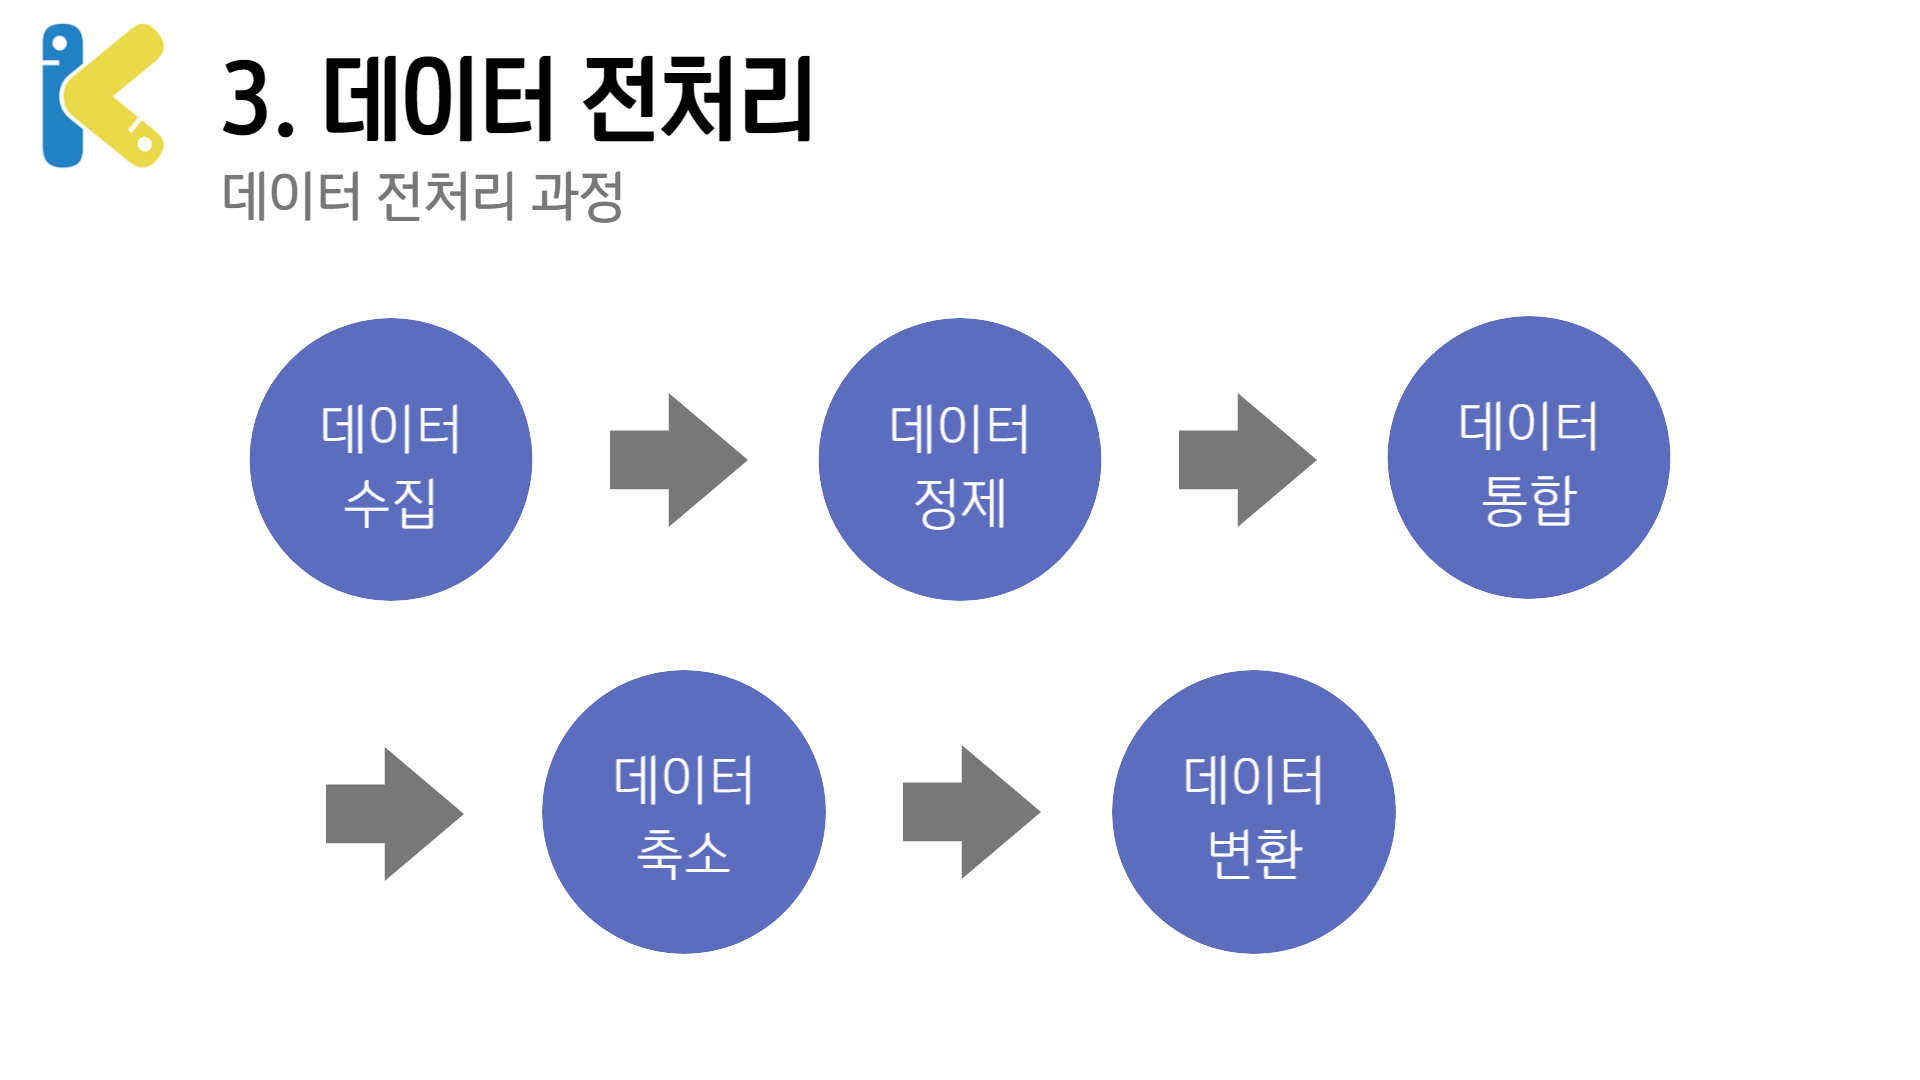 3. 데이터 전처리
데이터 전처리 과정
데이터
수집
데이터
정제
데이터
통합
데이터
축소
데이터
변환